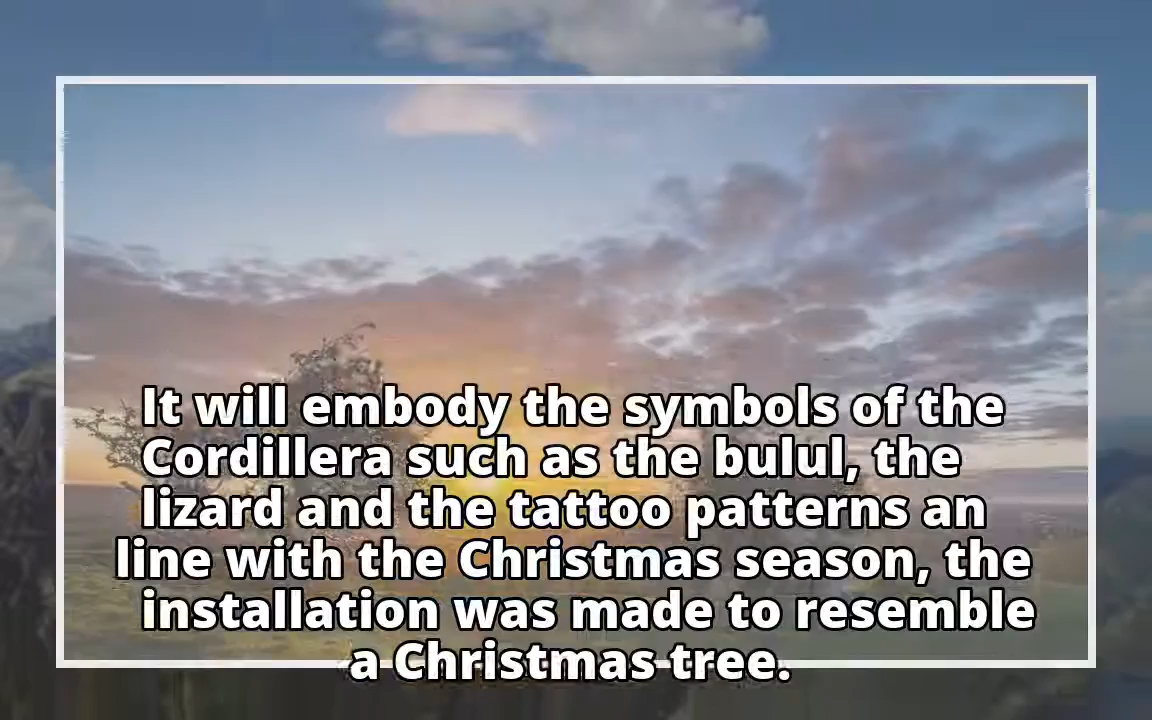 It will embody the symbols of the
Cordillera such as the bulul, the
lizard and the tattoo patterns an
line with the Christmas season, the
installation was made to resemble
a Christmas tree.